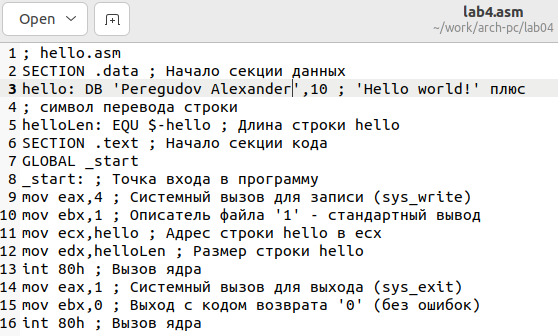 Open
lab4.asm
~/work/arch-pc/lab04
1 ; hello.asm
2 SECTION .data ; Начало секции данных
3 hello: DB 'Peregudov Alexander',10 ; 'Hello world!' плюс
4 ; символ перевода строки
5 helloLen: EQU $-hello ; Длина строки hello
6 SECTION .text ; Начало секции кода
7 GLOBAL _start
8 _start: ; Точка входа в программу
9 mov eax,4 ; Системный вызов для записи (sys_write)
10 mov ebx,1 ; Описатель файла '1' - стандартный вывод
11 mov ecx,hello ; Адрес строки hello в ecx
12 mov edx,helloLen ; Размер строки hello
13 int 80h ; Вызов ядра
14 mov eax,1 ; Системный вызов для выхода (sys_exit)
15 mov ebx,0 ; Выход с кодом возврата '0' (без ошибок)
16 int 80h ; Вызов ядра